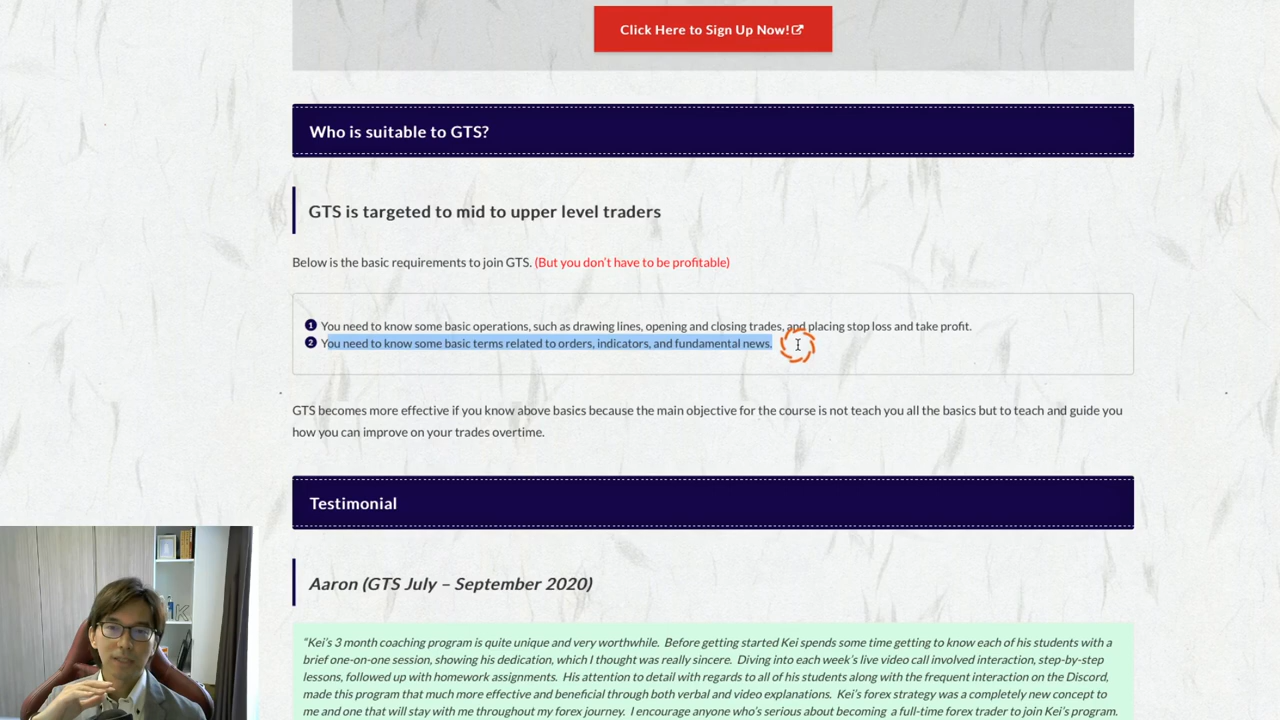 Click Here to Sign Up Now!
Who is suitable to GTS?
GTS is targeted to mid to upper level traders
Below is the basic requirements to join GTS. (But you don't have to be profitable)
1 You need to know some basic operations, such as drawing lines, opening and closing trades, and placing stop loss and take profit.
2 You need to know some basic terms related to orders, indicators, and fundamental news.
GTS becomes more effective if you know above basics because the main objective for the course is not teach you all the basics but to teach and guide you
how you can improve on your trades overtime.
Testimonial
Aaron (GTS July – September 2020)
“Kei's 3 month coaching program is quite unique and very worthwhile. Before getting started Kei spends some time getting to know each of his students with a
brief one-on-one session, showing his dedication, which I thought was really sincere. Diving into each week's live video call involved interaction, step-by-step
lessons, followed up with homework assignments. His attention to detail with regards to all of his students along with the frequent interaction on the Discord,
made this program that much more effective and beneficial through both verbal and video explanations. Kei's forex strategy was a completely new concept to
me and one that will stay with me throughout my forex journey. I encourage anyone who's serious about becoming a full-time forex trader to join Kei's program.